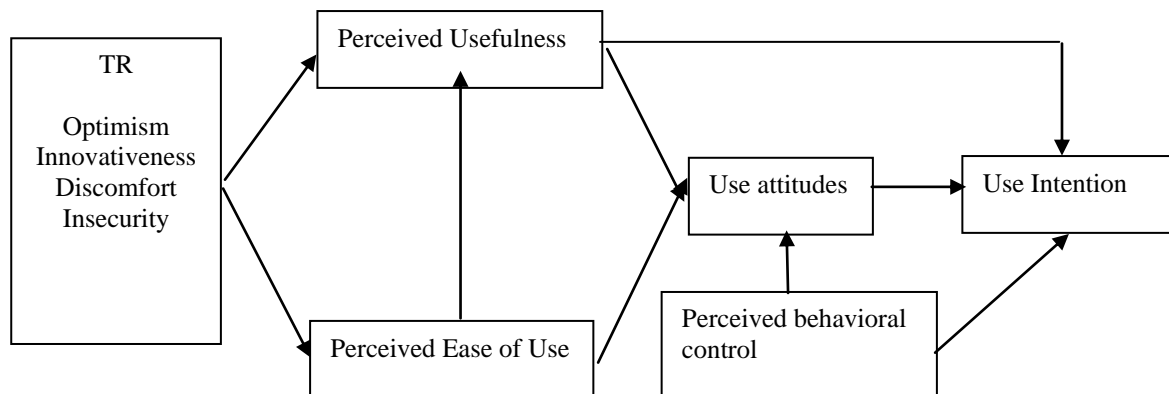 TR
Optimism
Innovativeness
Discomfort
Insecurity
Perceived Usefulness
Perceived Ease of Use
Use attitudes
Perceived behavioral
control
Use Intention